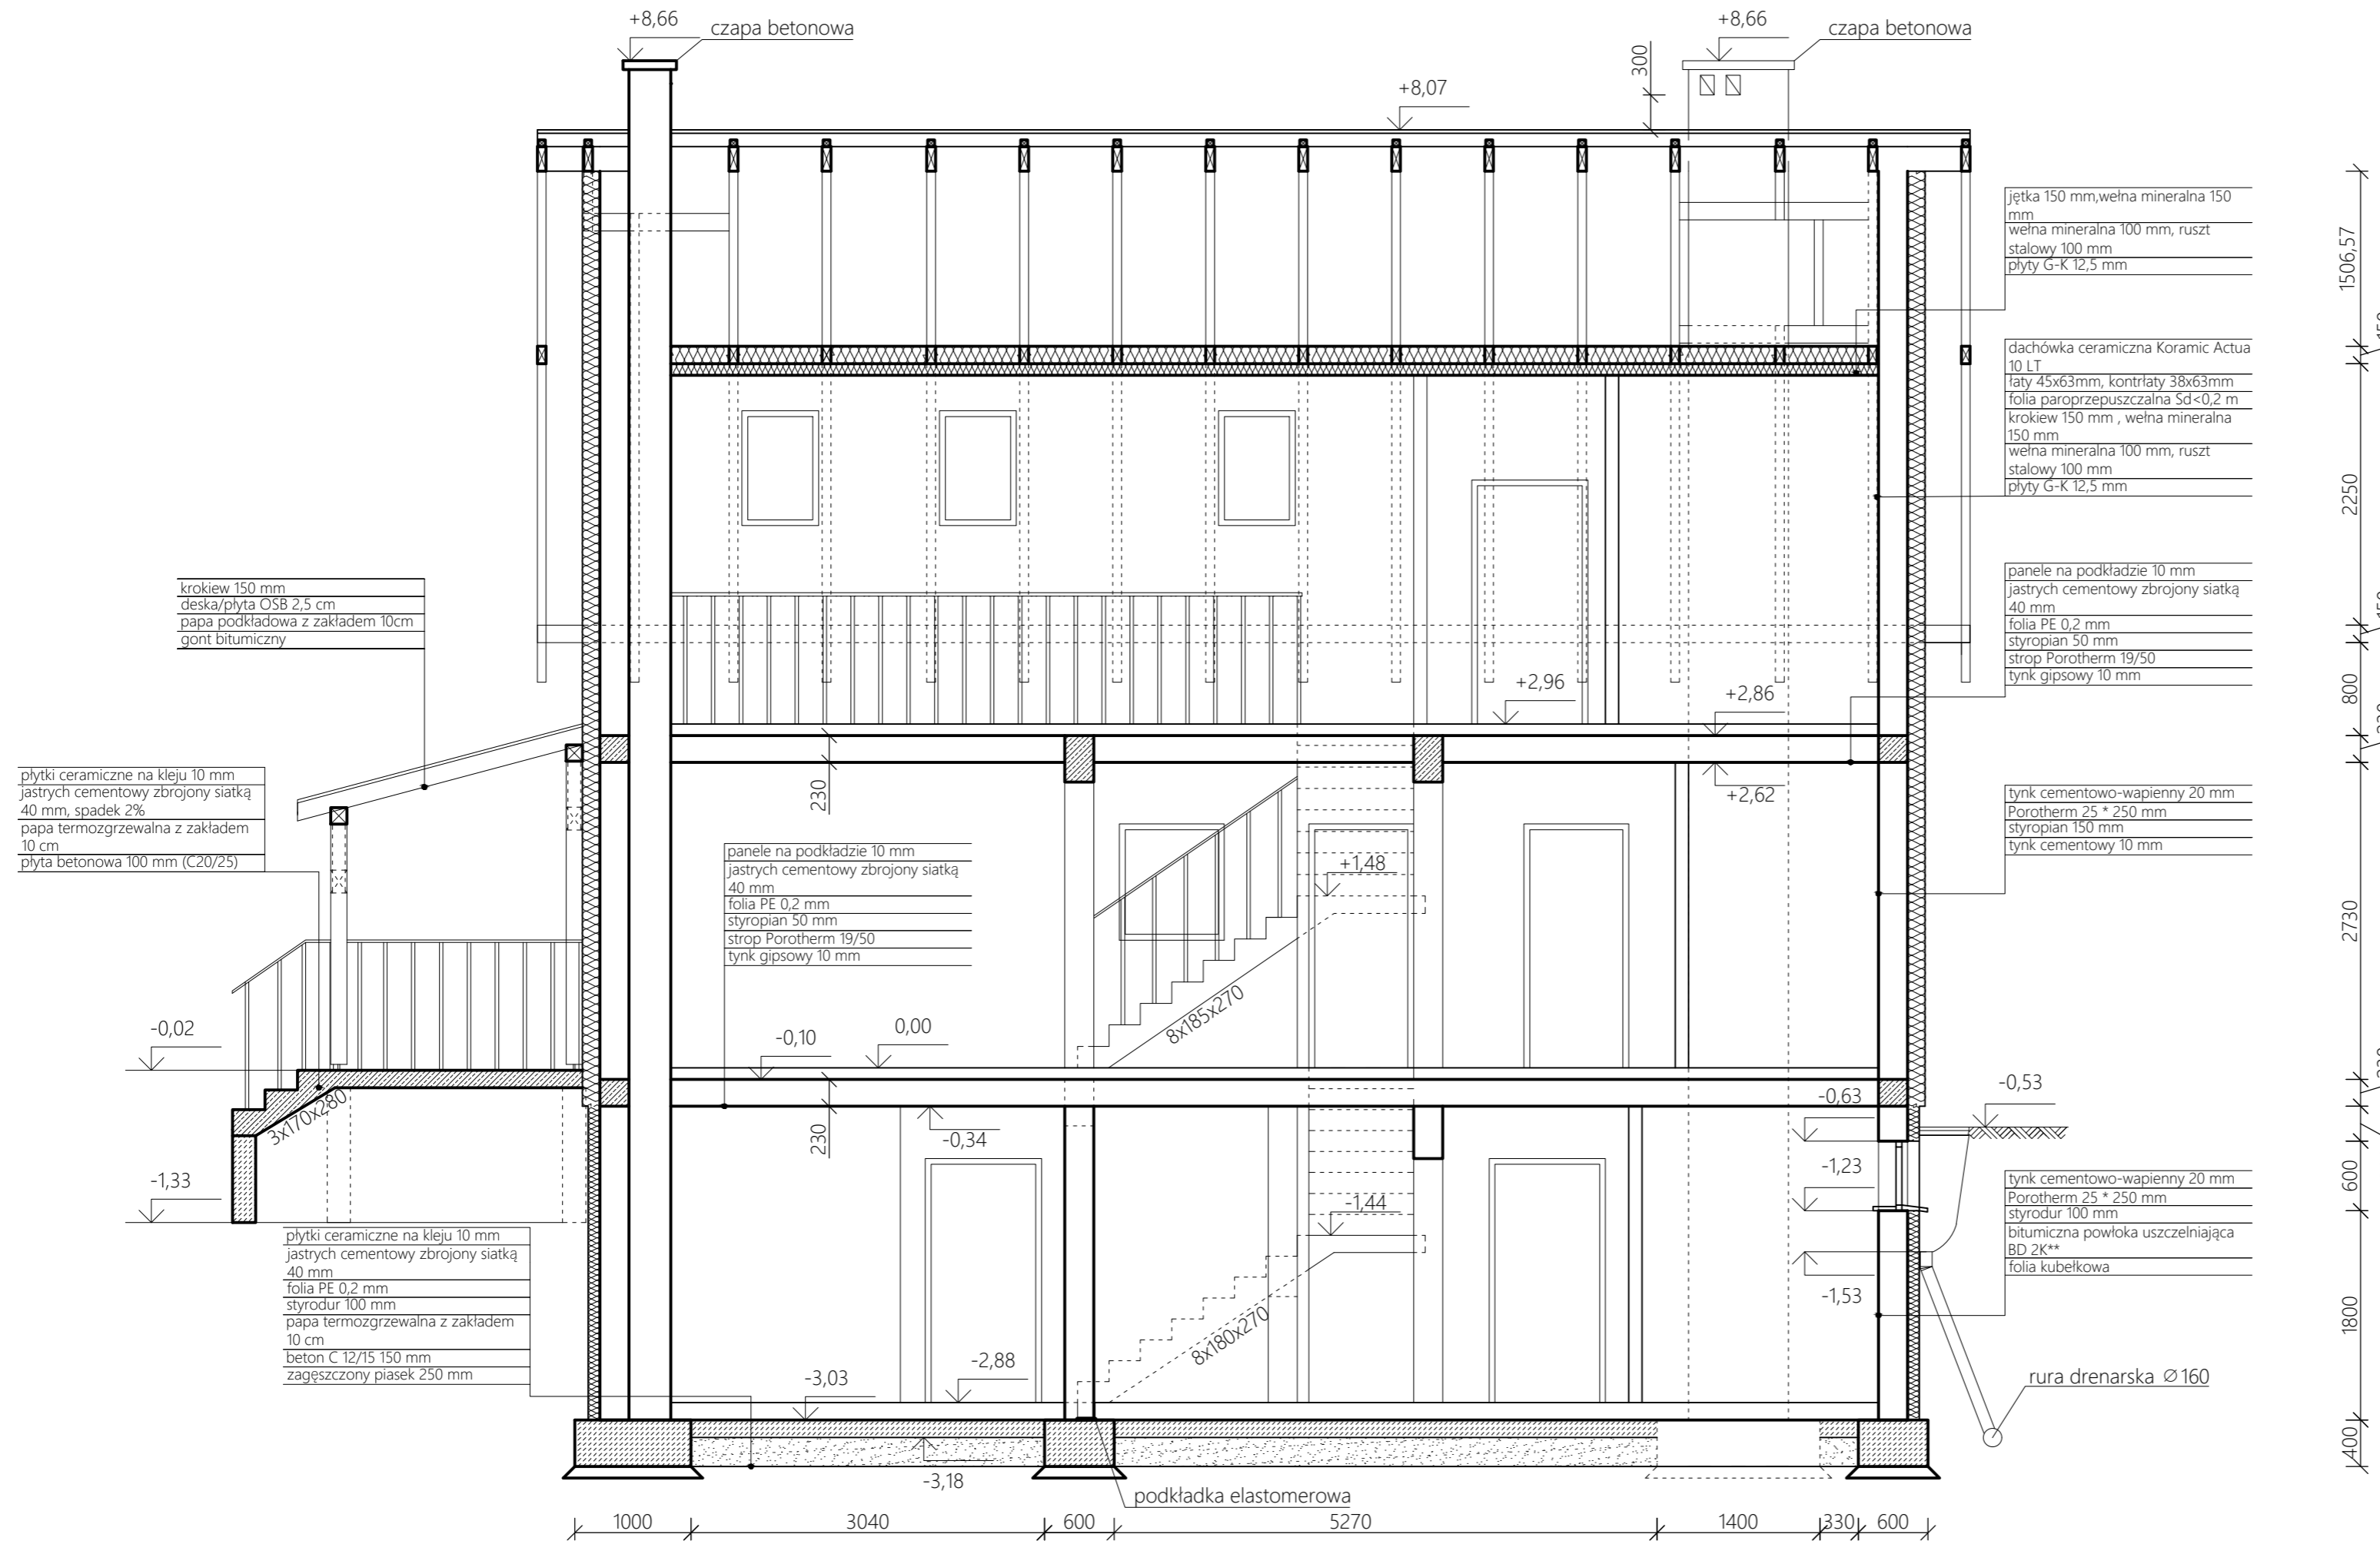 +8,66
czapa betonowa
+8,66
czapa betonowa
300
+8,07
jętka 150 mm,wełna mineralna 150
mm
wełna mineralna 100 mm, ruszt
stalowy 100 mm
płyty G-K 12,5 mm
1506,57
dachówka ceramiczna Koramic Actua
10 LT
łaty 45x63mm, kontrłaty 38x63mm
folia paroprzepuszczalna Sd<0,2 m
krokiew 150 mm , wełna mineralna
150 mm
wełna mineralna 100 mm, ruszt
stalowy 100 mm
płyty G-K 12,5 mm
2250
krokiew 150 mm
deska/płyta OSB 2,5 cm
papa podkładowa z zakładem 10cm
gont bitumiczny
panele na podkładzie 10 mm
jastrych cementowy zbrojony siatką
40 mm
folia PE 0,2 mm
styropian 50 mm
strop Porotherm 19/50
tynk gipsowy 10 mm
+2,96
+2,86
800
płytki ceramiczne na kleju 10 mm
jastrych cementowy zbrojony siatką
40 mm, spadek 2%
papa termozgrzewalna z zakładem
10 cm
płyta betonowa 100 mm (C20/25)
230
+2,62
tynk cementowo-wapienny 20 mm
Porotherm 25 * 250 mm
styropian 150 mm
tynk cementowy 10 mm
panele na podkładzie 10 mm
jastrych cementowy zbrojony siatką
40 mm
folia PE 0,2 mm
styropian 50 mm
strop Porotherm 19/50
tynk gipsowy 10 mm
+1,48
2730
8x185x270
-0,02
-0,10
0,00
-0,63
-0,53
3x170x280
230
-0,34
-1,33
-1,23
600
tynk cementowo-wapienny 20 mm
Porotherm 25 * 250 mm
styrodur 100 mm
bitumiczna powłoka uszczelniająca
BD 2K**
folia kubełkowa
-1,44
płytki ceramiczne na kleju 10 mm
jastrych cementowy zbrojony siatką
40 mm
folia PE 0,2 mm
styrodur 100 mm
papa termozgrzewalna z zakładem
10 cm
beton C 12/15 150 mm
zagęszczony piasek 250 mm
-1,53
1800
8x180x270
-3,03
-2,88
rura drenarska ∅160
-3,18
400
podkładka elastomerowa
1000
3040
600
5270
1400
330
600